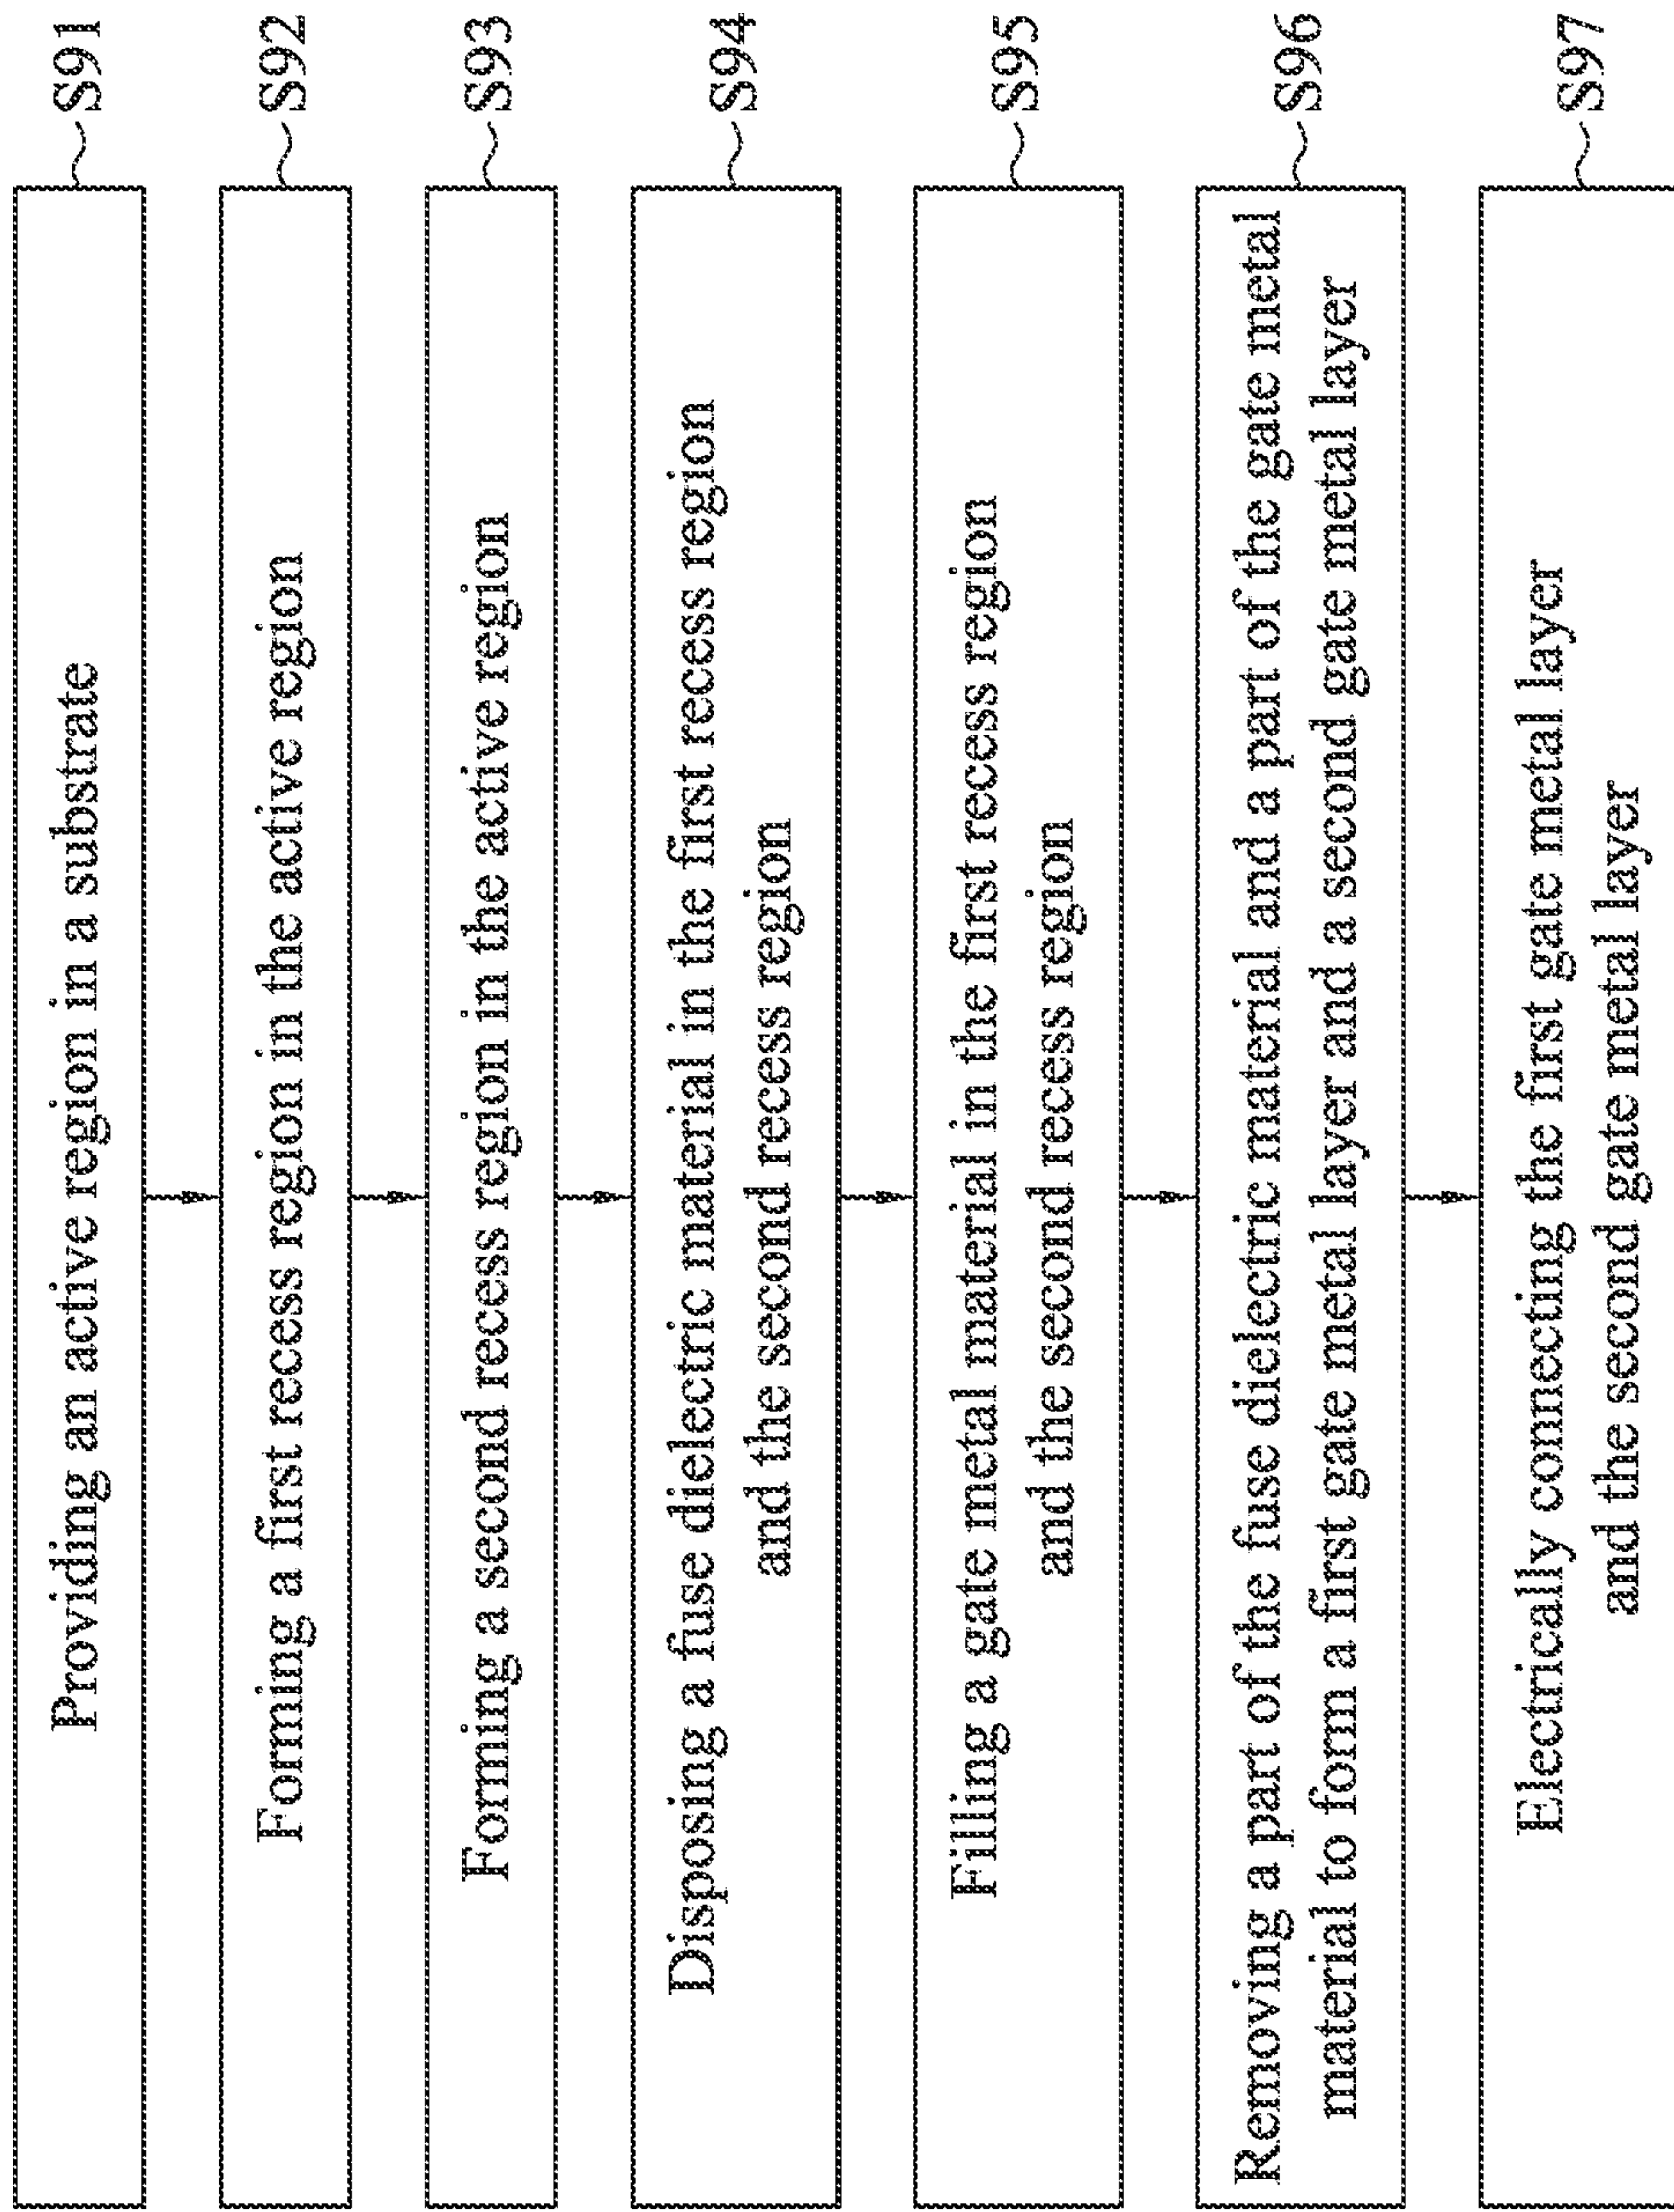 Providing an active region in a substrate
S91
Forming a first recess region in the active region
S92
Forming a second recess region in the active region
S93
Disposing a fuse dielectric material in the first recess region
and the second recess region
S94
Filling a gate metal material in the first recess region
and the second recess region
S95
Removing a part of the fuse dielectric material and a part of the gate metal
material to form a first gate metal layer and a second gate metal layer
S96
Electrically connecting the first gate metal layer
and the second gate metal layer
S97